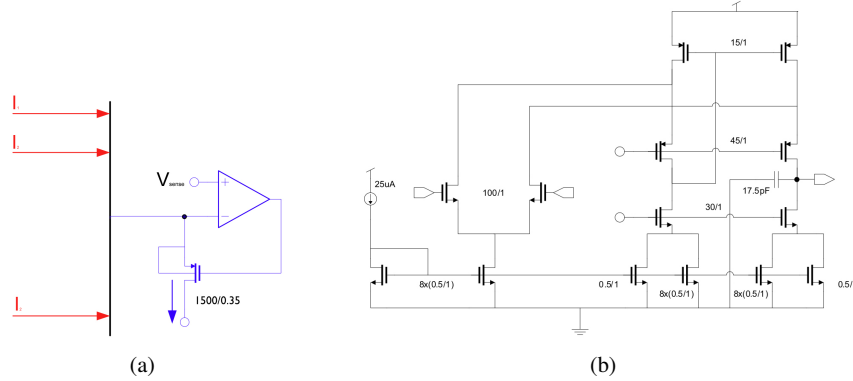 I
I
V sense
+
−
1500/0.35
I
(a)
15/1
45/1
25uA
100/1
17.5pF
30/1
8x(0.5/1)
0.5/1
8x(0.5/1)
8x(0.5/1)
0.5/
(b)